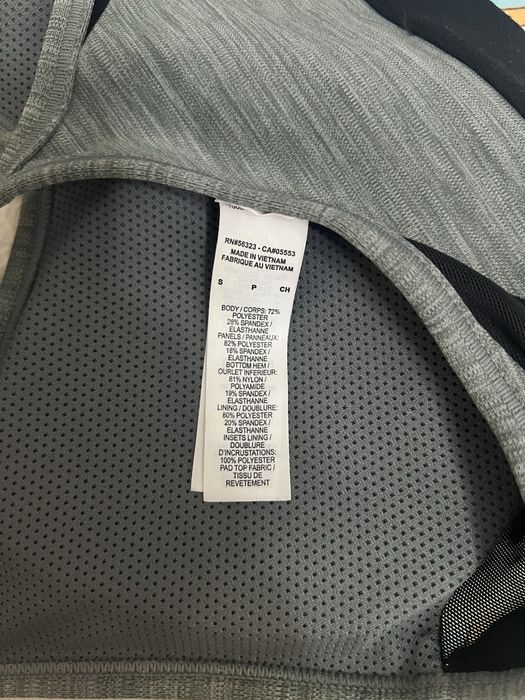 RN#56323 - CA#05553
MADE IN VIETNAM
FABRIQUE AU VIETNAM
S P CH
BODY / CORPS: 72%
POLYESTER
28% SPANDEX /
ELASTHANNE
PANELS / PANNEAUX:
82% POLYESTER
18% SPANDEX /
ELASTHANNE
BOTTOM HEM /
OURLET INFERIEUR:
81% NYLON /
POLYAMIDE
19% SPANDEX /
ELASTHANNE
LINING / DOUBLURE:
80% POLYESTER
20% SPANDEX /
ELASTHANNE
INSETS LINING /
DOUBLURE
D'INCRUSTATIONS:
100% POLYESTER
PAD TOP FABRIC /
TISSU DE
REVETEMENT